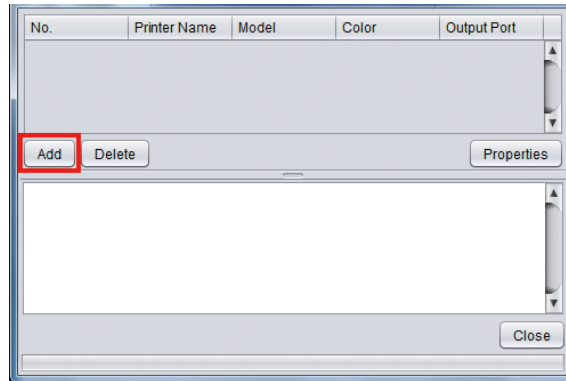 No. Printer Name Model Color Output Port
Add Delete Properties
Close